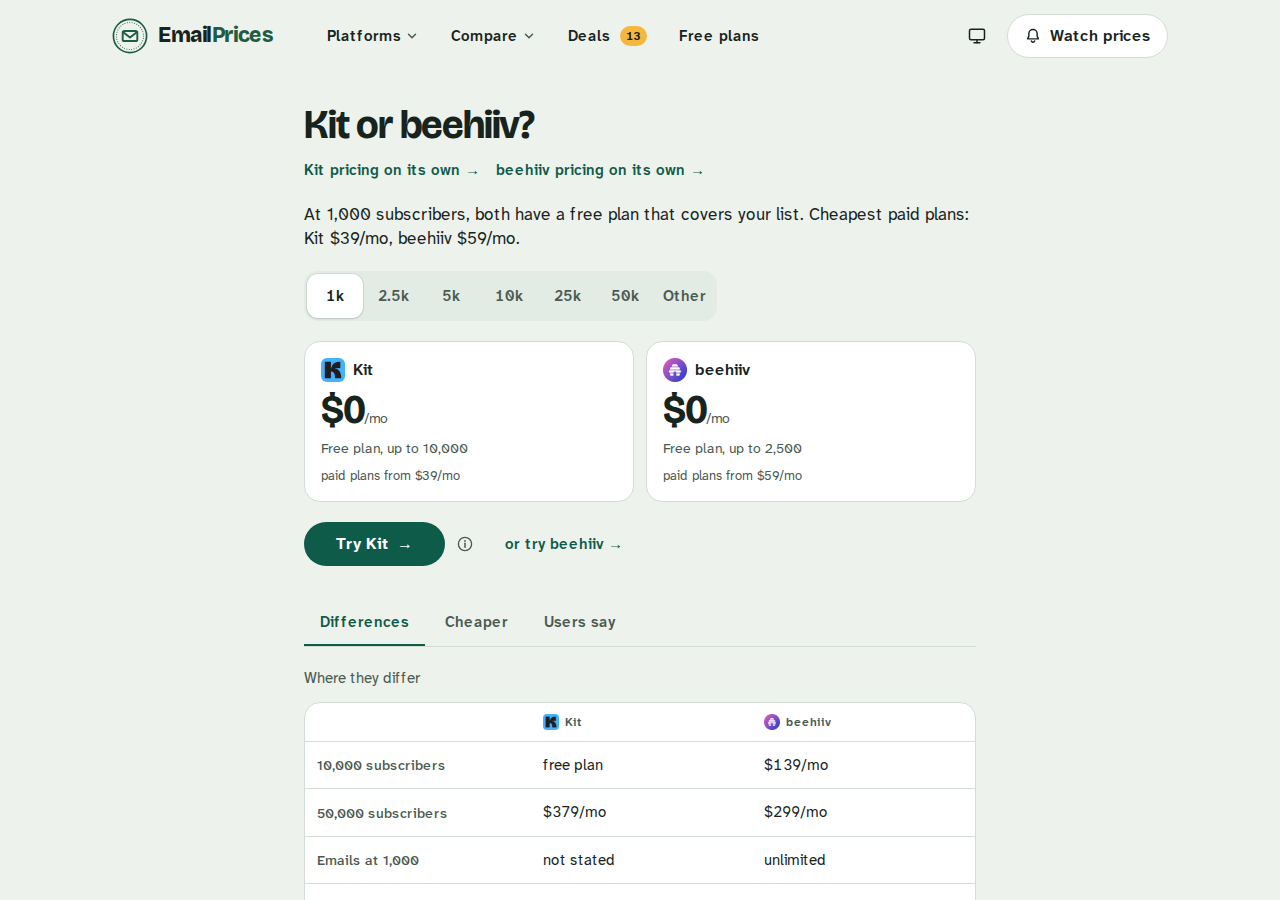 EmailPrices Platforms Compare Deals 13 Free plans Watch prices
Kit or beehiiv?
Kit pricing on its own → beehiiv pricing on its own →
At 1,000 subscribers, both have a free plan that covers your list. Cheapest paid plans:
Kit $39/mo, beehiiv $59/mo.
1k 2.5k 5k 10k 25k 50k Other
Kit
$0/mo
Free plan, up to 10,000
paid plans from $39/mo
beehiiv
$0/mo
Free plan, up to 2,500
paid plans from $59/mo
Try Kit → or try beehiiv →
Differences Cheaper Users say
Where they differ
Kit beehiiv
10,000 subscribers free plan $139/mo
50,000 subscribers $379/mo $299/mo
Emails at 1,000 not stated unlimited